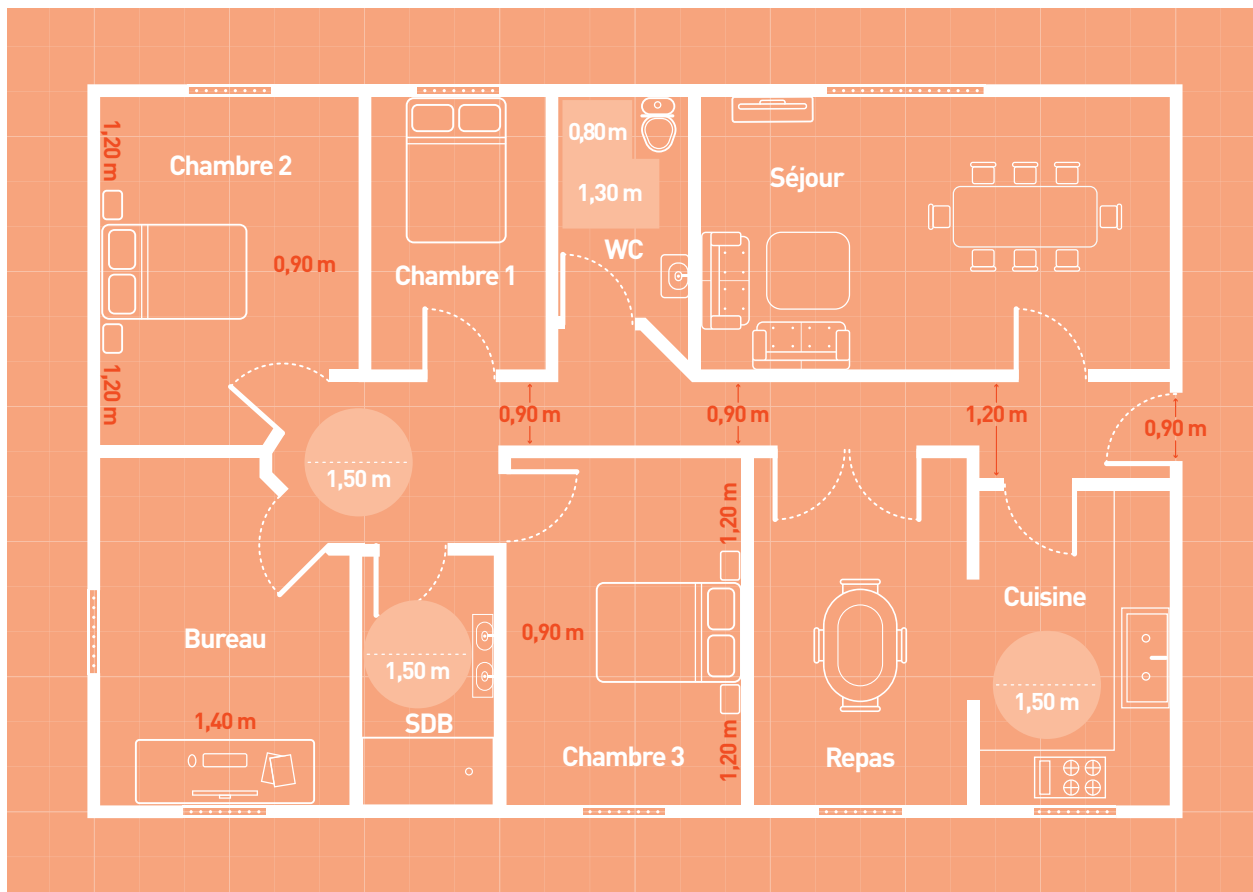 1,20 m
Chambre 2
0,90 m
1,20 m
Chambre 1
0,80 m
1,30 m
WC
Séjour
0,90 m
0,90 m
1,20 m
0,90 m
1,50 m
Bureau
1,40 m
1,50 m
SDB
1,20 m
0,90 m
Chambre 3
1,20 m
Repas
Cuisine
1,50 m